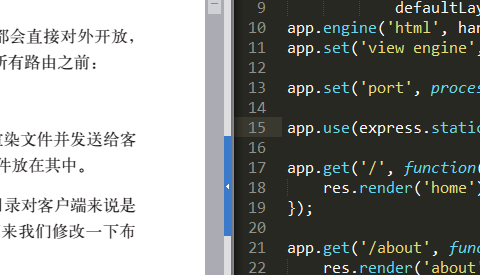 都会直接对外开放，
所有路由之前：
染文件并发送给客
件放在其中。
录对客户端来说是
来我们修改一下布
9 defaultLay
10 app.engine('html', han
11 app.set('view engine',
12
13 app.set('port', proces
14
15 app.use(express.static
16
17 app.get('/', function(
18 res.render('home')
19 });
20
21 app.get('/about', func
22 res.render('about'